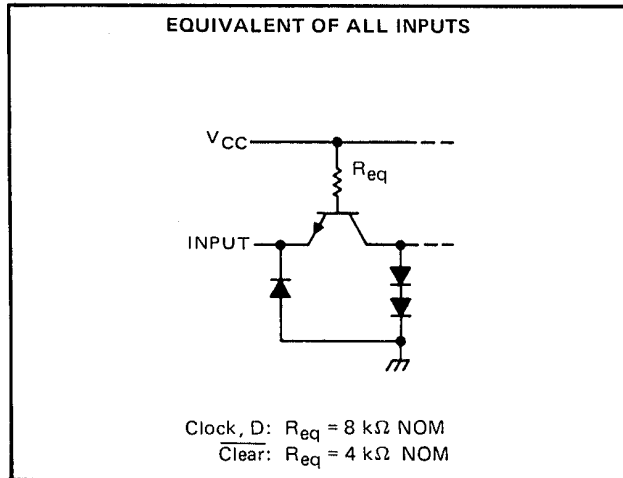 EQUIVALENT OF ALL INPUTS
VCC
Req
INPUT
Clock, D: Req = 8 kΩ NOM
Clear: Req = 4 kΩ NOM